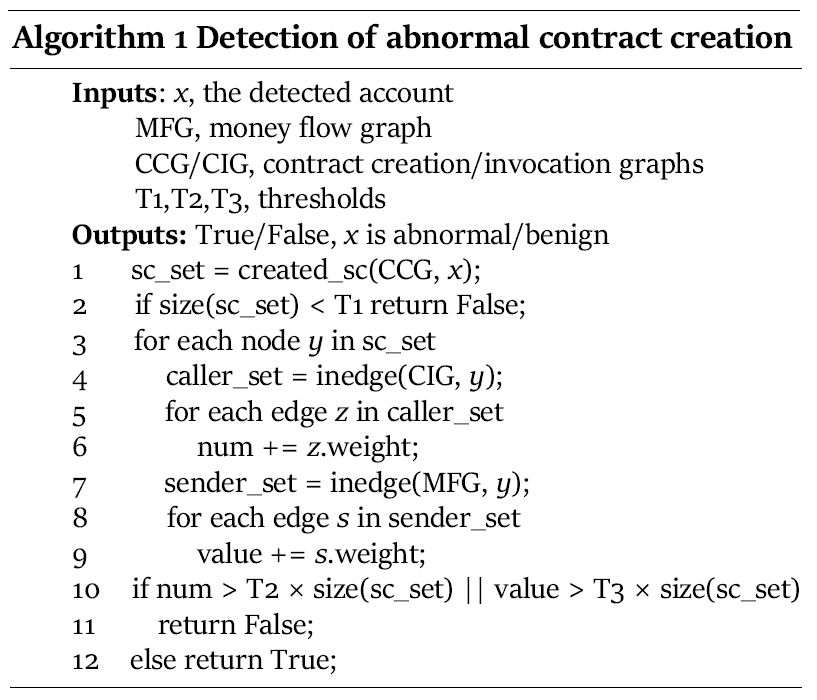 Algorithm 1 Detection of abnormal contract creation
Inputs: x, the detected account
MFG, money flow graph
CCG/CIG, contract creation/invocation graphs
T1,T2,T3, thresholds
Outputs: True/False, x is abnormal/benign
1 sc_set = created_sc(CCG, x);
2 if size(sc_set) < T1 return False;
3 for each node y in sc_set
4 caller_set = inedge(CIG, y);
5 for each edge z in caller_set
6 num += z.weight;
7 sender_set = inedge(MFG, y);
8 for each edge s in sender_set
9 value += s.weight;
10 if num > T2 × size(sc_set) || value > T3 × size(sc_set)
11 return False;
12 else return True;